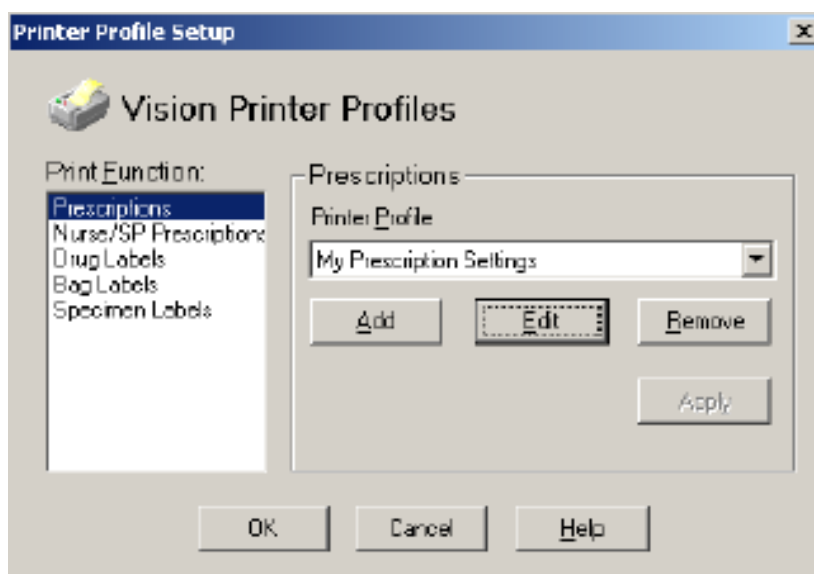 Printer Profile Setup
Vision Printer Profiles
Print Function:
Prescriptions
Nurse/SP Prescriptions
Drug Labels
Bag Labels
Specimen Labels
Prescriptions
Printer Profile
My Prescription Settings
Add Edit Remove
Apply
OK Cancel Help